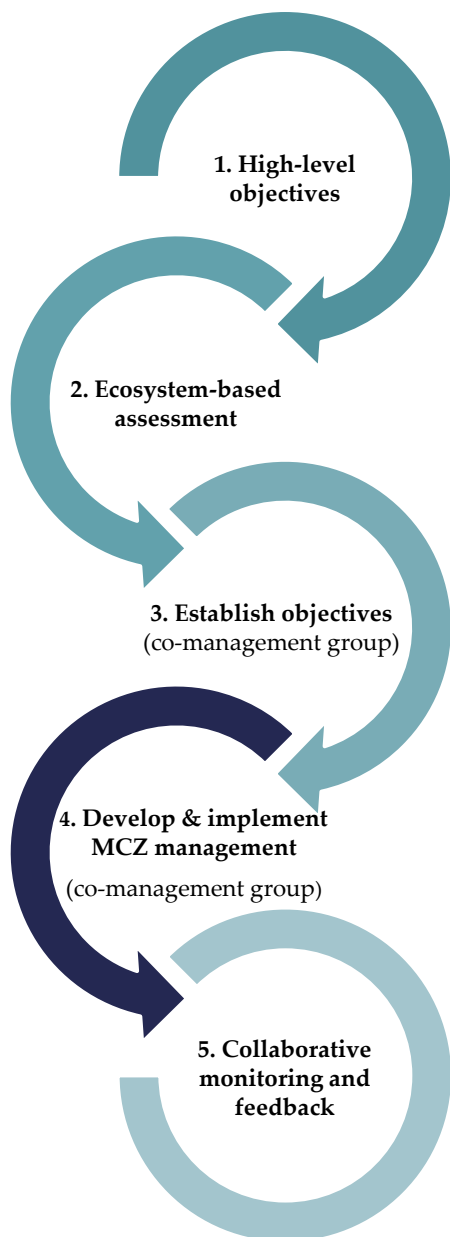 1. High-level
objectives
2. Ecosystem-based
assessment
3. Establish objectives
(co-management group)
4. Develop & implement
MCZ management
(co-management group)
5. Collaborative
monitoring and
feedback